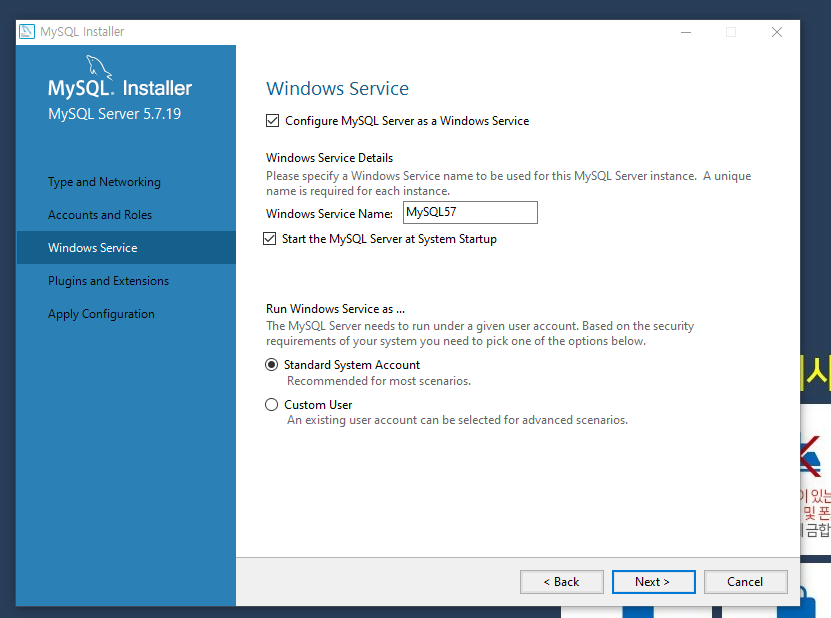 MySQL Installer
MySQL. Installer
MySQL Server 5.7.19
Type and Networking
Accounts and Roles
Windows Service
Plugins and Extensions
Apply Configuration
Windows Service
Configure MySQL Server as a Windows Service
Windows Service Details
Please specify a Windows Service name to be used for this MySQL Server instance. A unique
name is required for each instance.
Windows Service Name: MySQL57
Start the MySQL Server at System Startup
Run Windows Service as ...
The MySQL Server needs to run under a given user account. Based on the security
requirements of your system you need to pick one of the options below.
Standard System Account
Recommended for most scenarios.
Custom User
An existing user account can be selected for advanced scenarios.
< Back
Next >
Cancel
있는
및 폰
금합